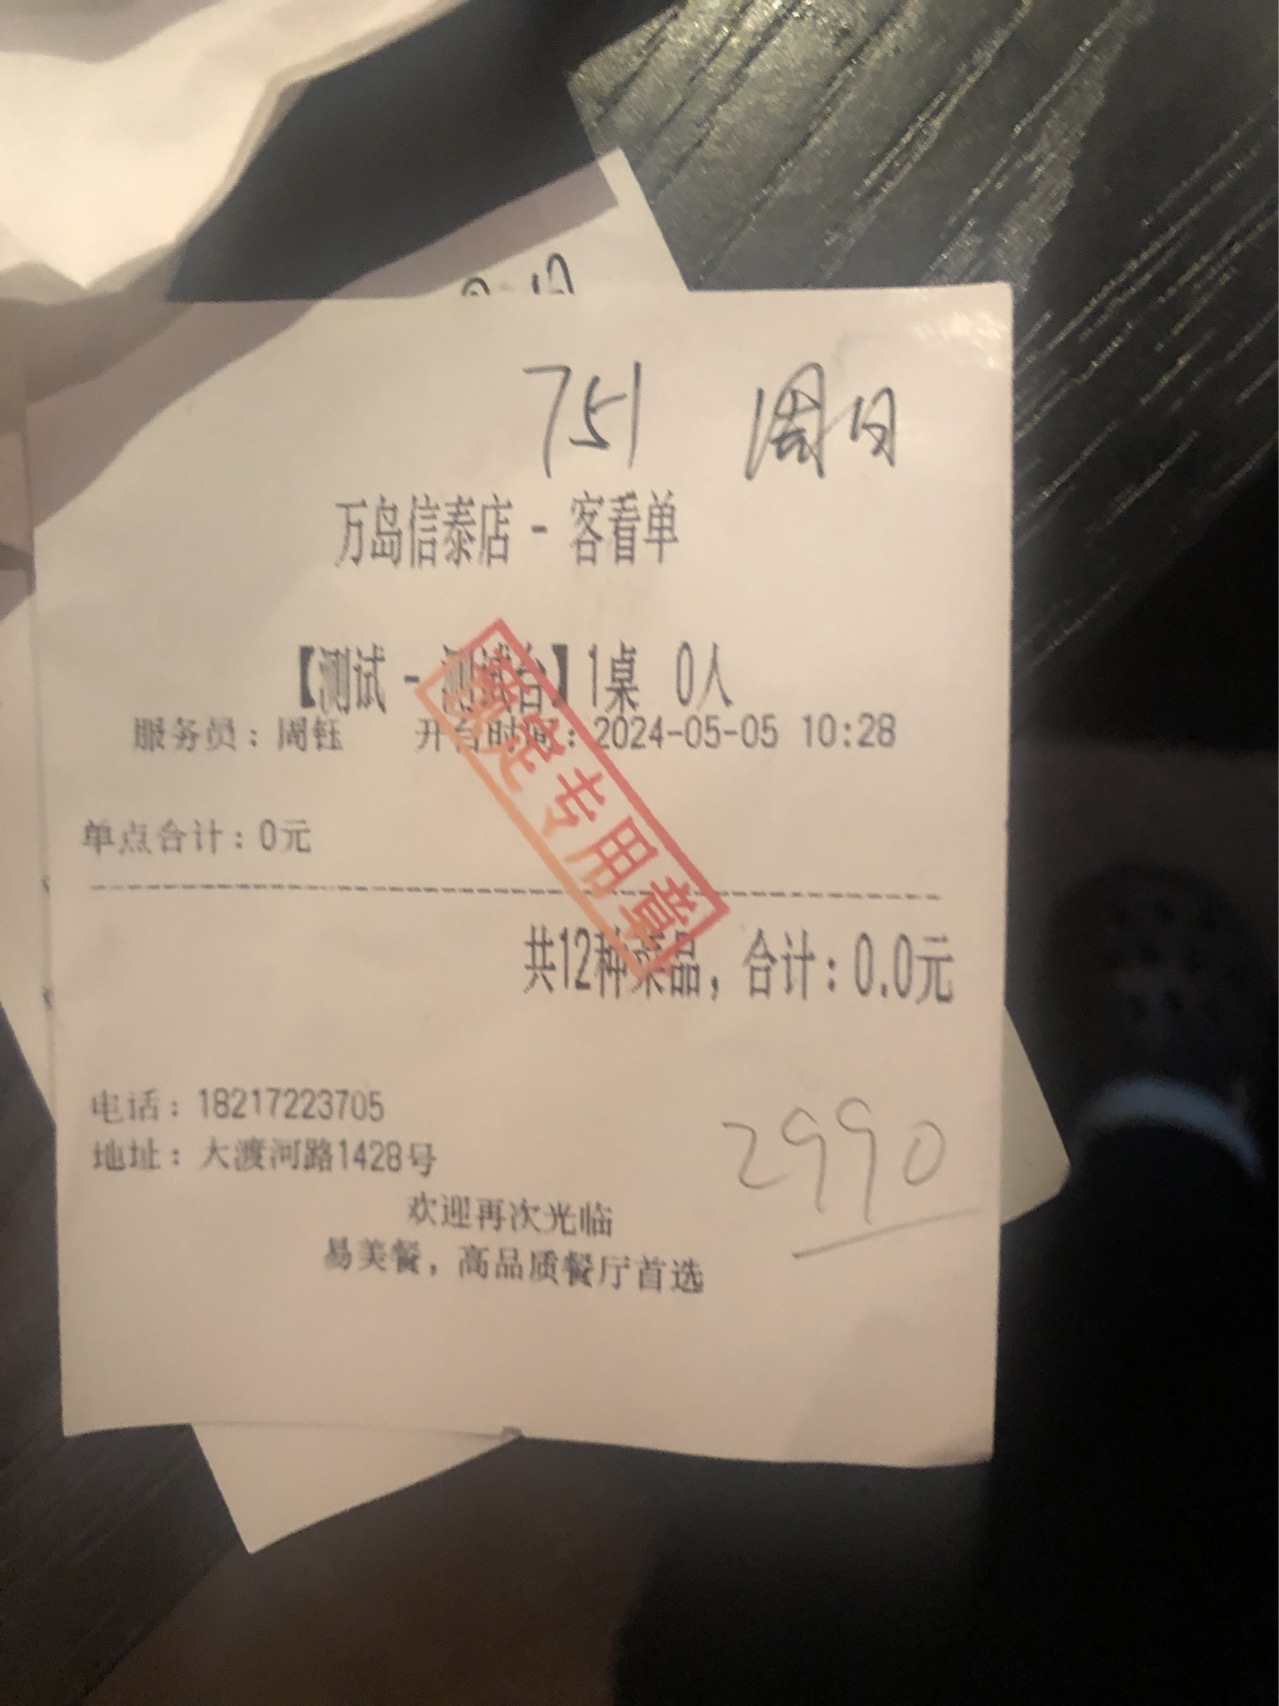 751 周日
万岛信泰店 - 客看单
【测试 - 测试台】1桌 0人
服务员：周钰 开台时间：2024-05-05 10:28
单点合计：0元
定专用章
共12种菜品，合计：0.0元
电话：18217223705
2990
地址：大渡河路1428号
欢迎再次光临
易美餐，高品质餐厅首选